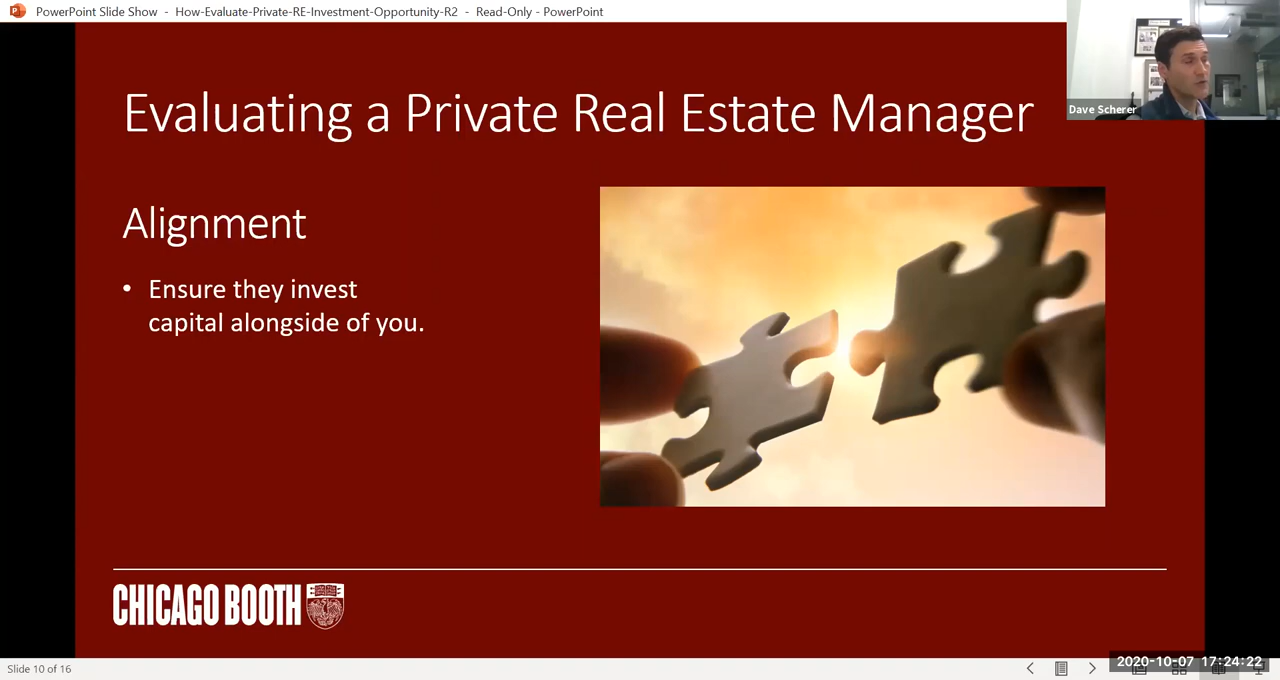 PowerPoint Slide Show - How-Evaluate-Private-RE-Investment-Opportunity-R2 - Read-Only - PowerPoint
Dave Scherer
Evaluating a Private Real Estate Manager
Alignment
• Ensure they invest
capital alongside of you.
CHICAGO BOOTH
Slide 10 of 16
2020-10-07 17:24:22